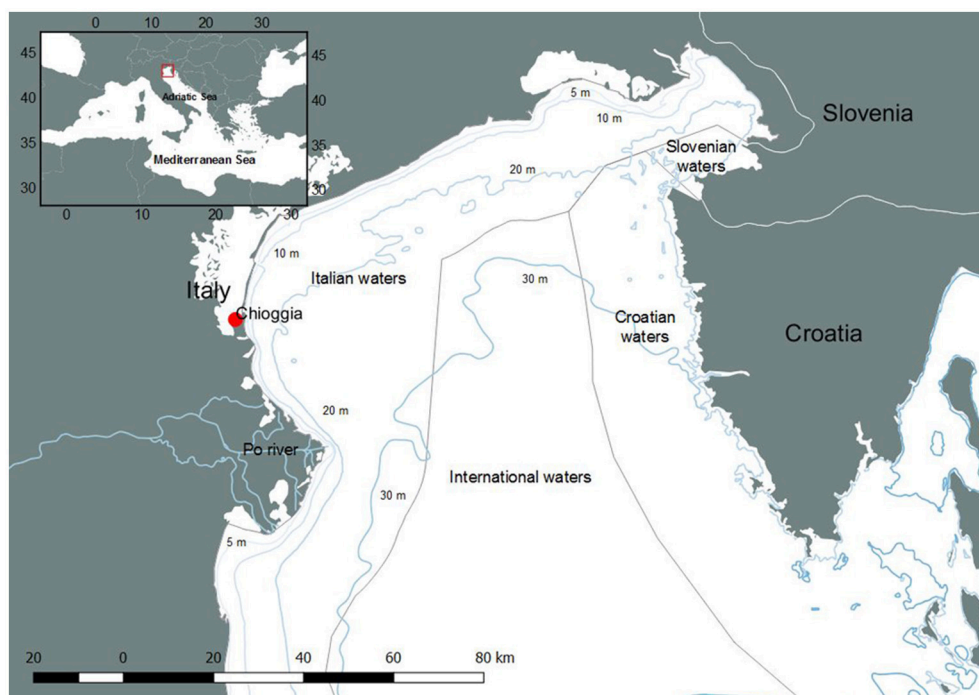 0 10 20 30
45
40
35
30
45
40
35
30
Adriatic Sea
Mediterranean Sea
0 10 20 30
5 m
10 m
Slovenia
Slovenian
waters
20 m
10 m
Italian waters
30 m
Italy
Chioggia
Croatian
waters
Croatia
20 m
Po river
International waters
30 m
5 m
20 0 20 40 60 80 km